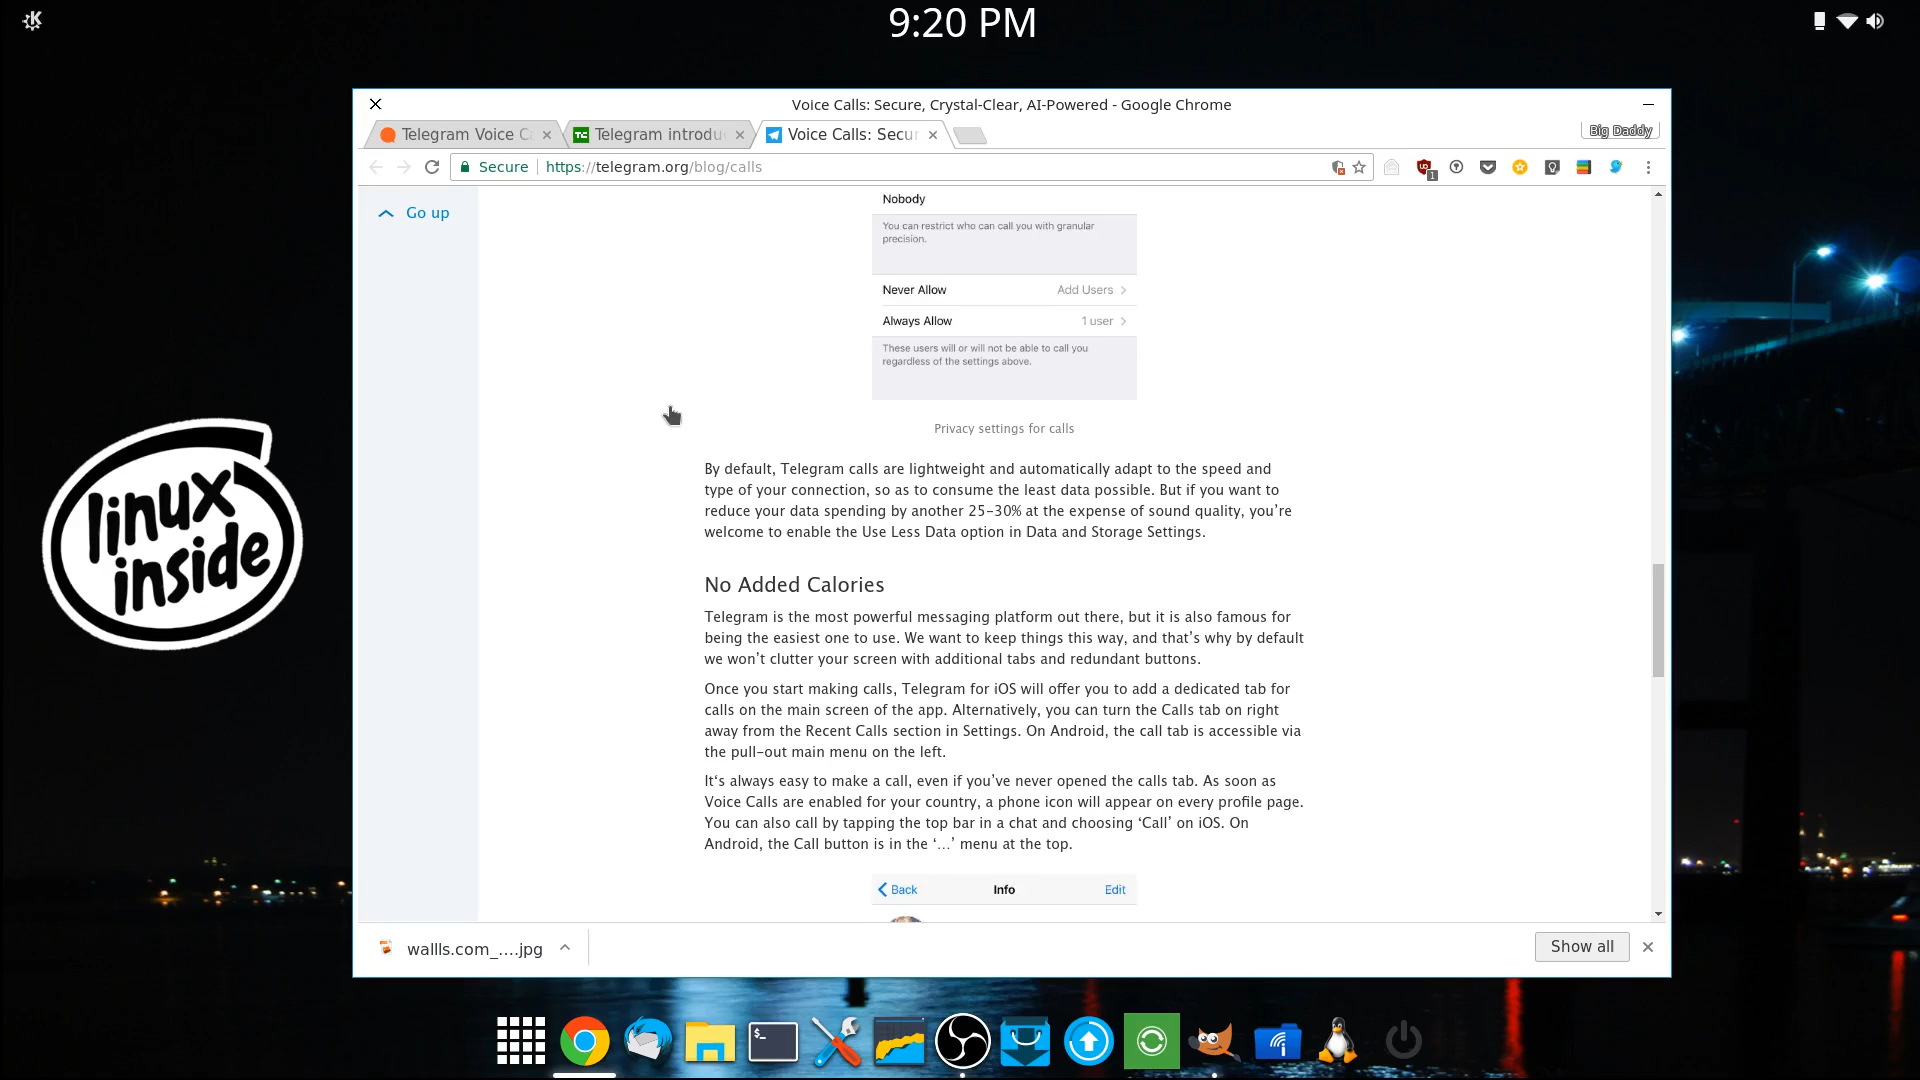 9:20 PM
Voice Calls: Secure, Crystal-Clear, AI-Powered - Google Chrome
Telegram Voice C
Telegram introdu
Voice Calls: Secur
Big Daddy
Secure
https://telegram.org/blog/calls
1
Go up
Nobody
You can restrict who can call you with granular
precision.
Never Allow
Add Users
Always Allow
1 user
These users will or will not be able to call you
regardless of the settings above.
Privacy settings for calls
By default, Telegram calls are lightweight and automatically adapt to the speed and
type of your connection, so as to consume the least data possible. But if you want to
reduce your data spending by another 25–30% at the expense of sound quality, you’re
welcome to enable the Use Less Data option in Data and Storage Settings.
No Added Calories
Telegram is the most powerful messaging platform out there, but it is also famous for
being the easiest one to use. We want to keep things this way, and that’s why by default
we won’t clutter your screen with additional tabs and redundant buttons.
Once you start making calls, Telegram for iOS will offer you to add a dedicated tab for
calls on the main screen of the app. Alternatively, you can turn the Calls tab on right
away from the Recent Calls section in Settings. On Android, the call tab is accessible via
the pull-out main menu on the left.
It‘s always easy to make a call, even if you’ve never opened the calls tab. As soon as
Voice Calls are enabled for your country, a phone icon will appear on every profile page.
You can also call by tapping the top bar in a chat and choosing ‘Call’ on iOS. On
Android, the Call button is in the ‘…’ menu at the top.
Back
Info
Edit
wallls.com_....jpg
Show all
linux
inside